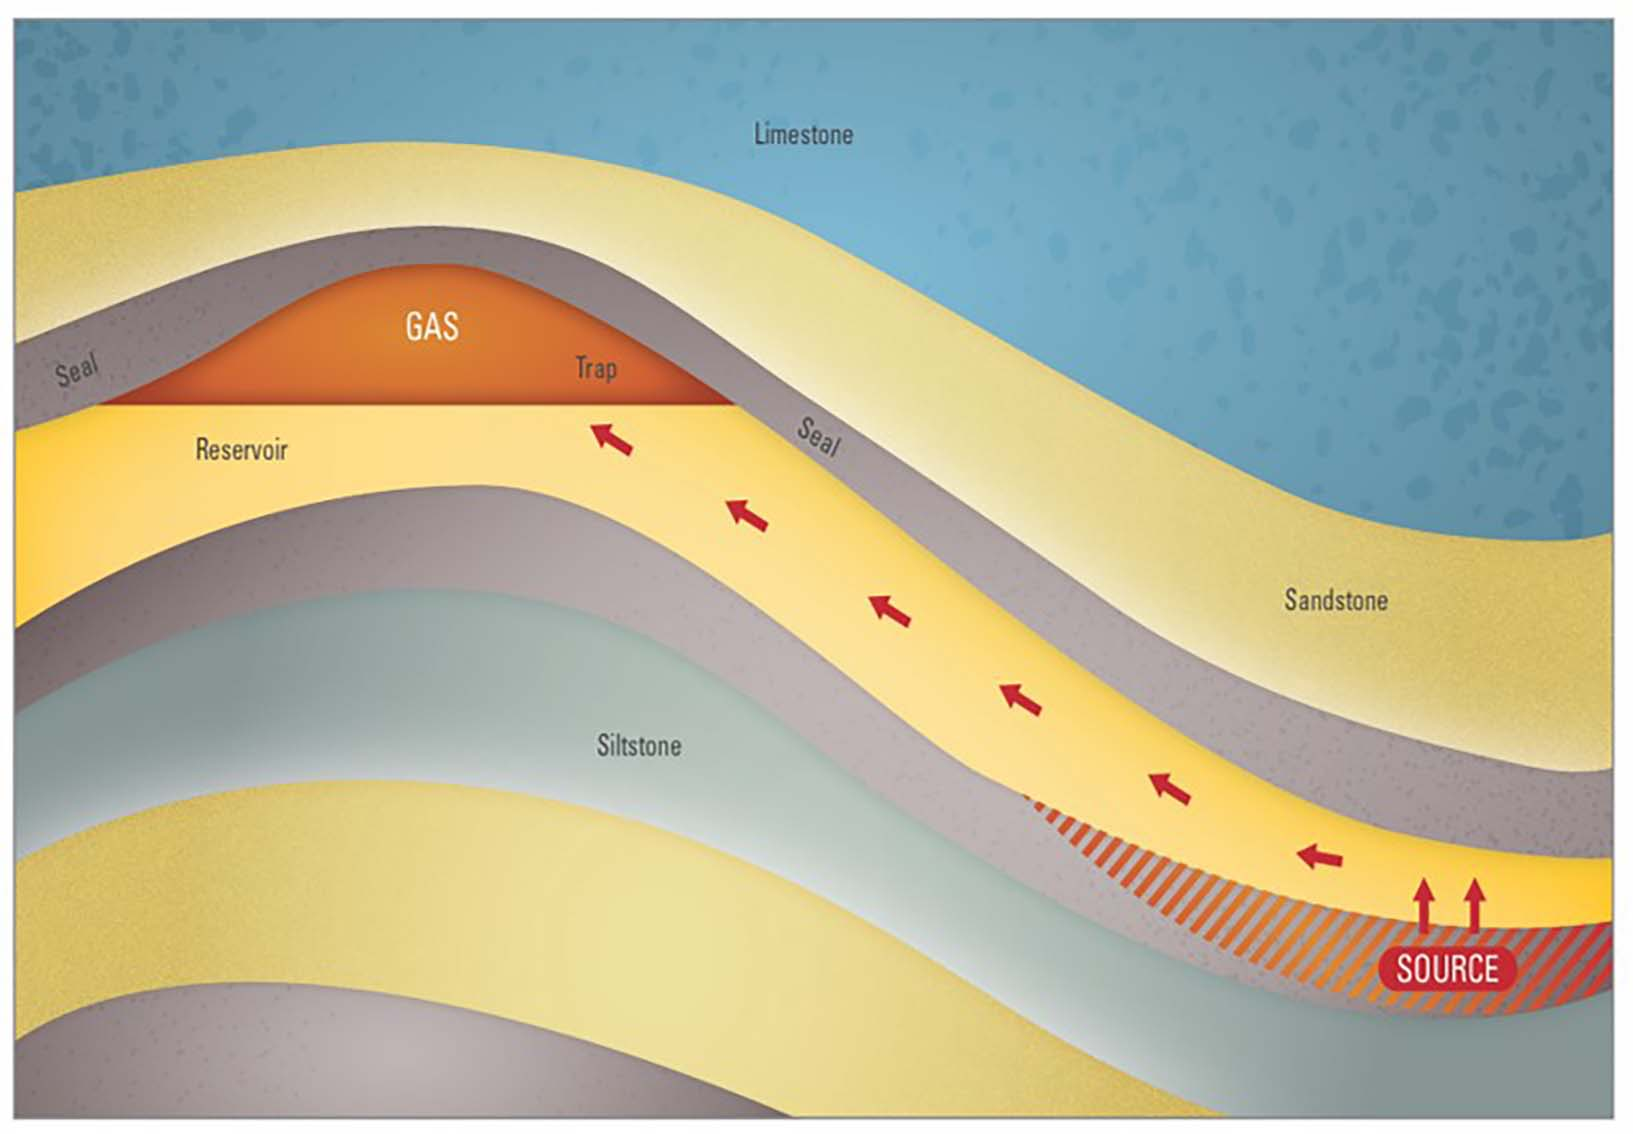 Limestone
GAS
Trap
Seal
Reservoir
Seal
Sandstone
Siltstone
SOURCE